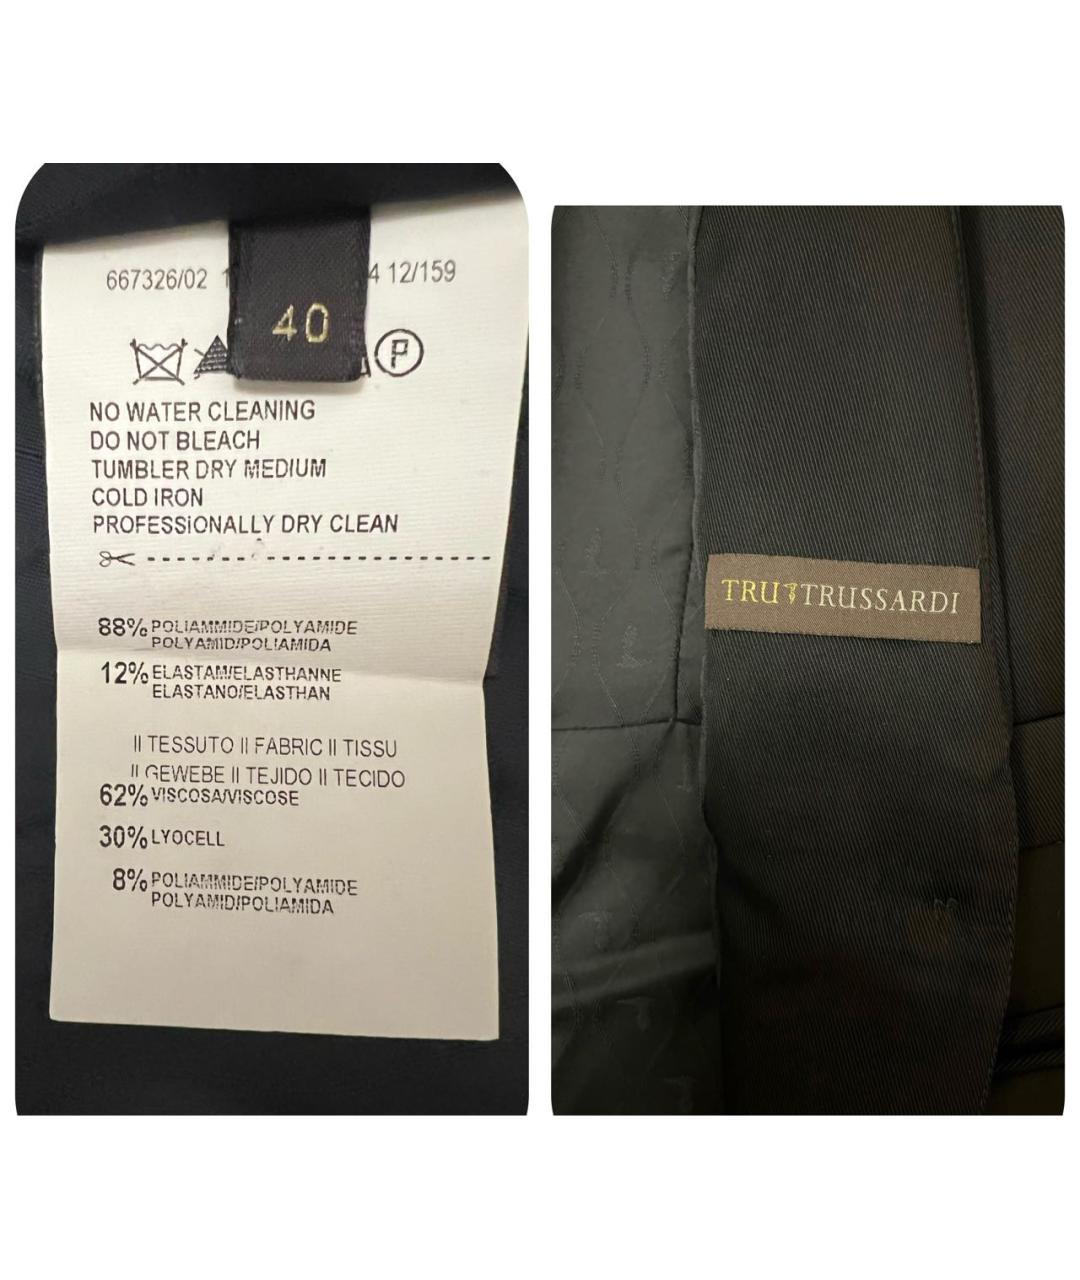 667326/02 1 4 12/159
40
P
NO WATER CLEANING
DO NOT BLEACH
TUMBLER DRY MEDIUM
COLD IRON
PROFESSIONALLY DRY CLEAN
88% POLIAMMIDE/POLYAMIDE
POLYAMID/POLIAMIDA
12% ELASTAM/ELASTHANNE
ELASTANO/ELASTHAN
II TESSUTO II FABRIC II TISSU
II GEWEBE II TEJIDO II TECIDO
62% VISCOSA/VISCOSE
30% LYOCELL
8% POLIAMMIDE/POLYAMIDE
POLYAMID/POLIAMIDA
TRU TRUSSARDI